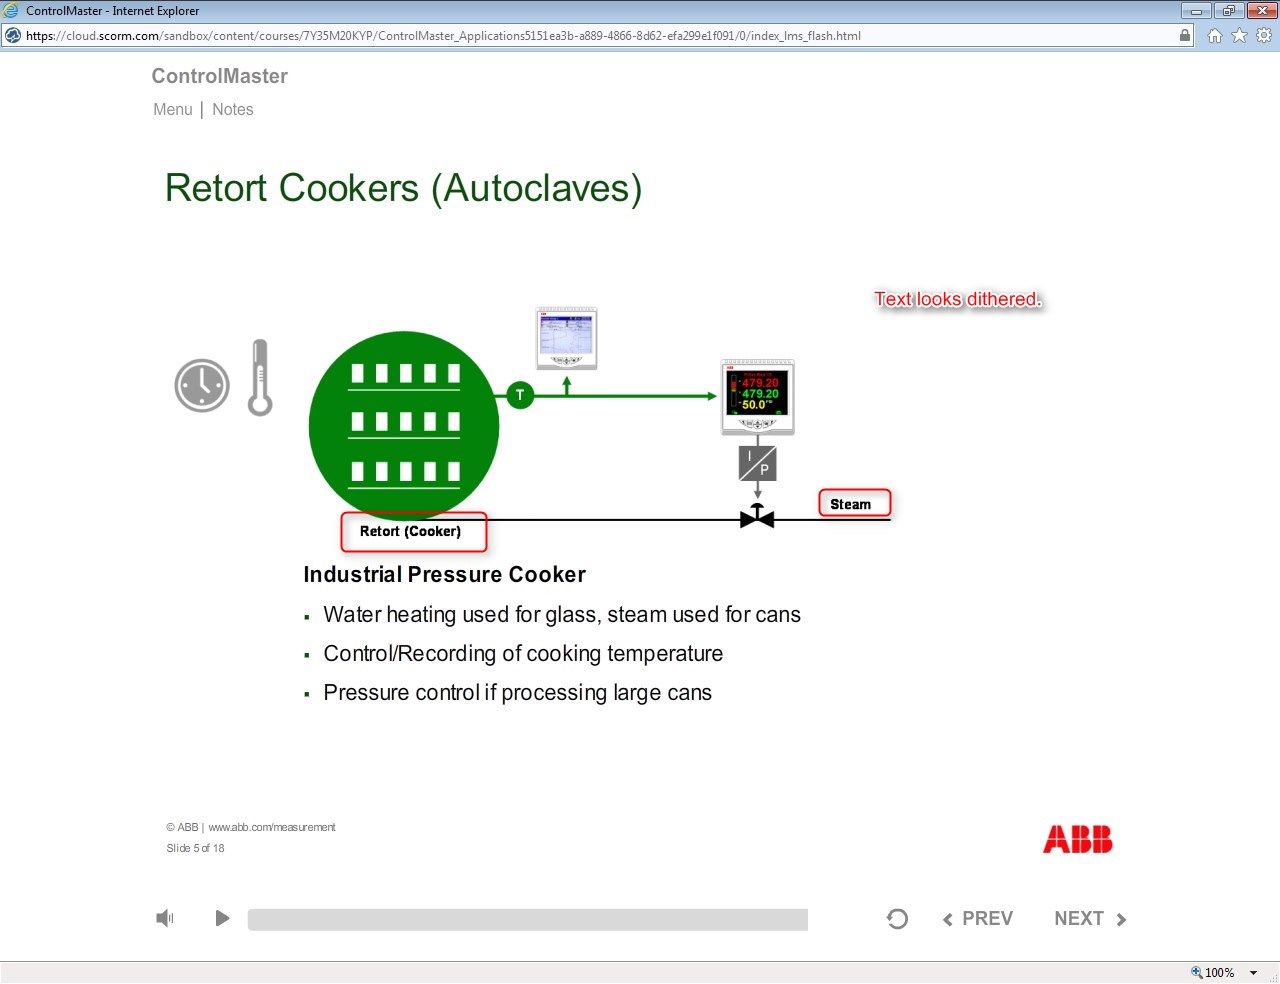 ControlMaster - Internet Explorer
https://cloud.scorm.com/sandbox/content/courses/7Y35M20KYP/ControlMaster_Applications5151ea3b-a889-4866-8d62-efa299e1f091/0/index_lms_flash.html
ControlMaster
Menu | Notes
Retort Cookers (Autoclaves)
Text looks dithered.
T
ABB
479.20
479.20
50.0
I
P
Steam
Retort (Cooker)
Industrial Pressure Cooker
▪ Water heating used for glass, steam used for cans
▪ Control/Recording of cooking temperature
▪ Pressure control if processing large cans
© ABB | www.abb.com/measurement
Slide 5 of 18
ABB
PREV
NEXT
100%